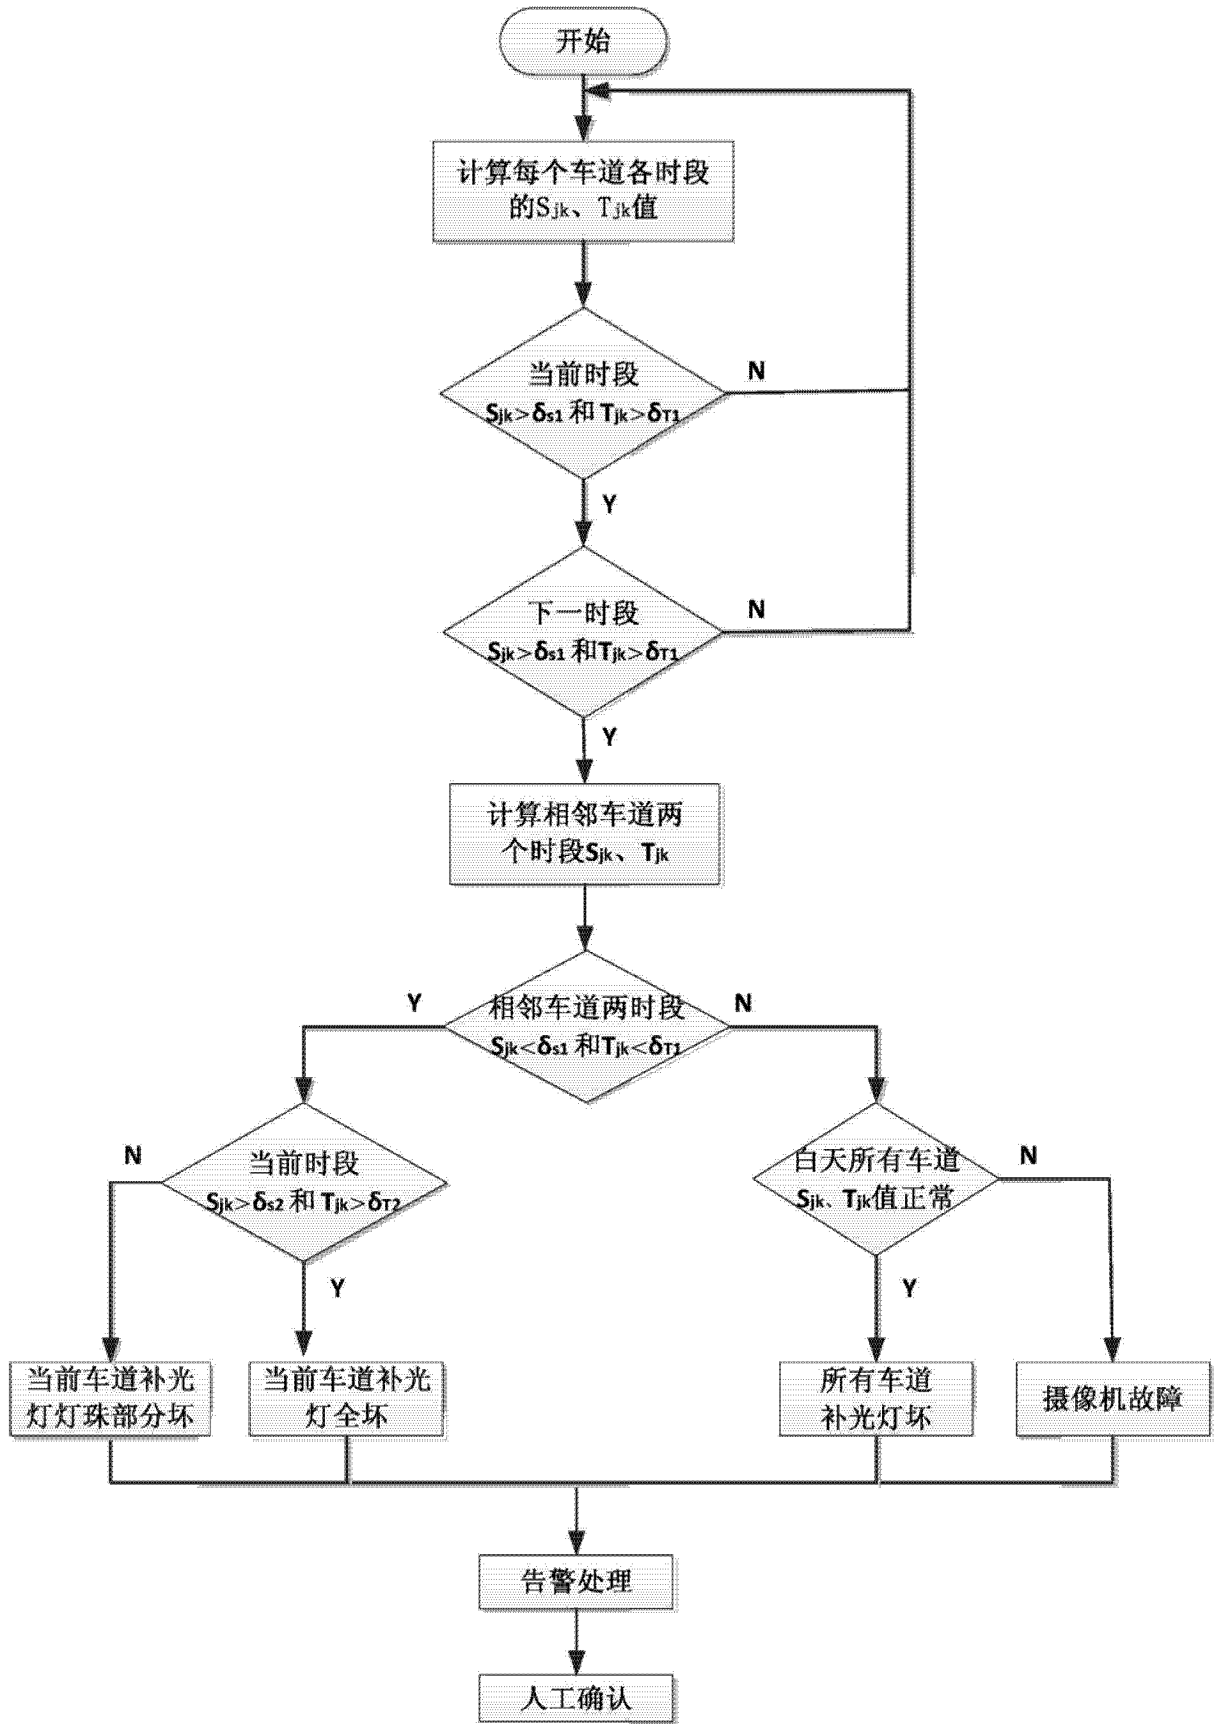 开始
计算每个车道各时段
的Sjk、Tjk值
当前时段
N
Sjk>δs1 和 Tjk>δT1
Y
下一时段
N
Sjk>δs1 和Tjk>δT1
Y
计算相邻车道两
个时段Sjk、Tjk
Y
相邻车道两时段
N
Sjk<δs1 和Tjk<δT1
N
当前时段
Sjk>δs2 和 Tjk>δT2
Y
白天所有车道
N
Sjk、Tjk值正常
Y
当前车道补光
灯灯珠部分坏
当前车道补光
灯全坏
所有车道
补光灯坏
摄像机故障
告警处理
人工确认